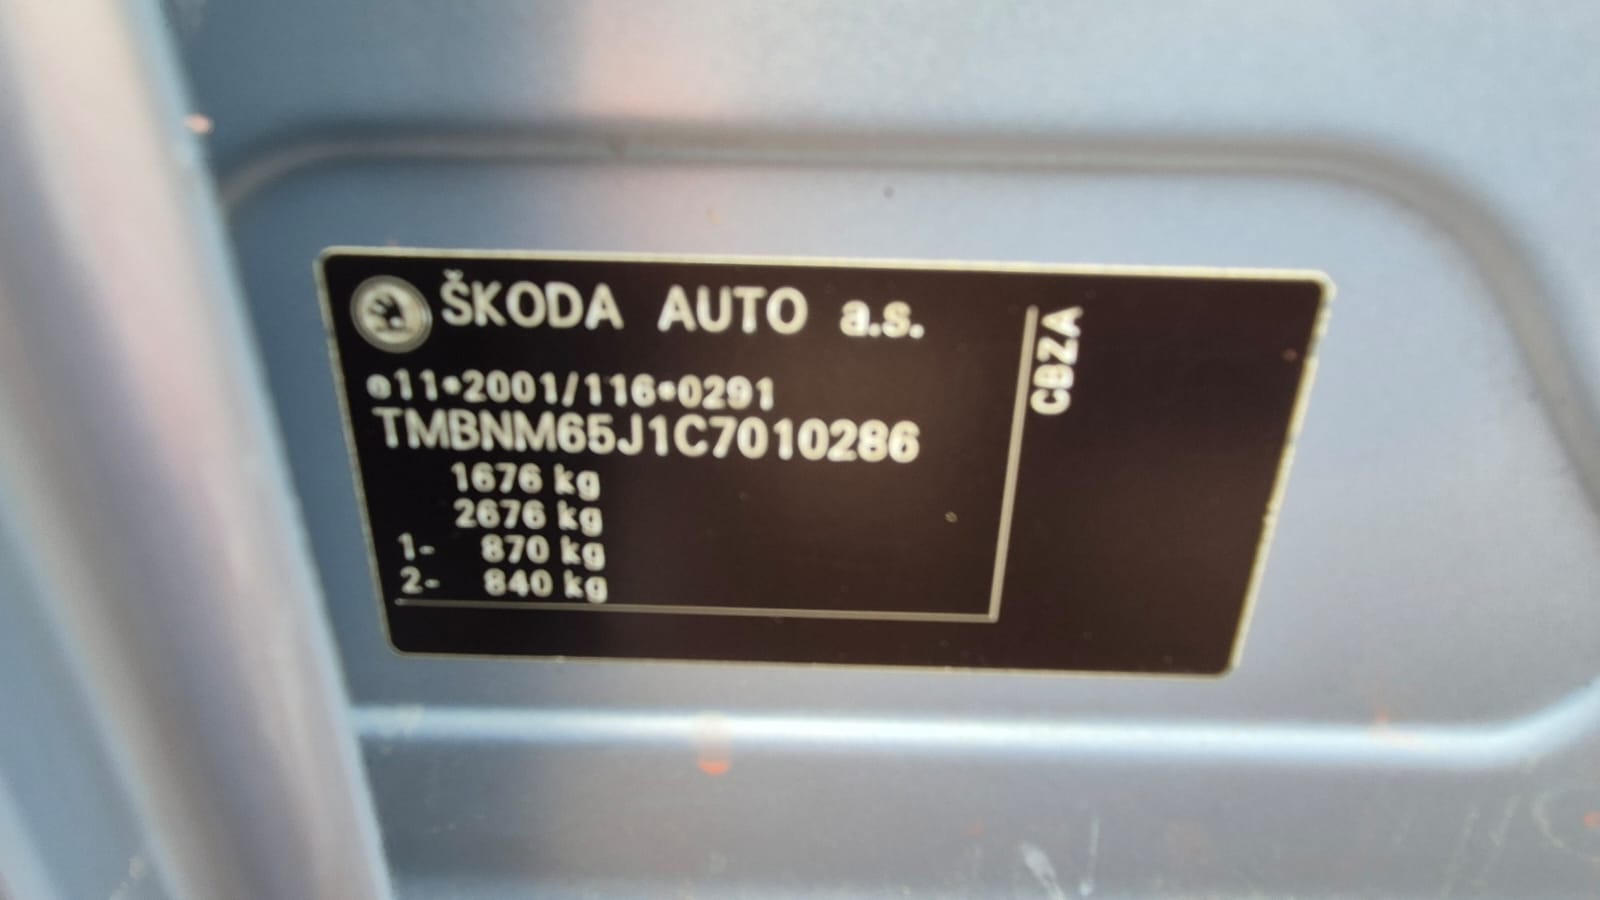 ŠKODA AUTO a.s.
e11*2001/116*0291
TMBNM65J1C7010286
1676 kg
2676 kg
1- 870 kg
2- 840 kg
CBZA